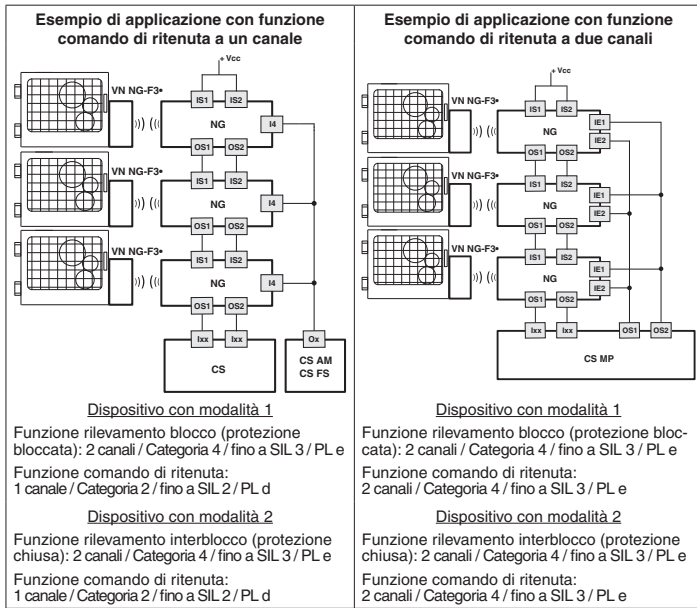 Esempio di applicazione con funzione
comando di ritenuta a un canale
+ Vcc
VN NG-F3•
IS1 IS2
NG
I4
OS1 OS2
VN NG-F3•
IS1 IS2
NG
I4
OS1 OS2
VN NG-F3•
IS1 IS2
NG
I4
OS1 OS2
Ixx Ixx
CS
Ox
CS AM
CS FS
Dispositivo con modalità 1
Funzione rilevamento blocco (protezione
bloccata): 2 canali / Categoria 4 / fino a SIL 3 / PL e
Funzione comando di ritenuta:
1 canale / Categoria 2 / fino a SIL 2 / PL d
Dispositivo con modalità 2
Funzione rilevamento interblocco (protezione
chiusa): 2 canali / Categoria 4 / fino a SIL 3 / PL e
Funzione comando di ritenuta:
1 canale / Categoria 2 / fino a SIL 2 / PL d
Esempio di applicazione con funzione
comando di ritenuta a due canali
+ Vcc
VN NG-F3•
IS1 IS2
NG
IE1
IE2
OS1 OS2
VN NG-F3•
IS1 IS2
NG
IE1
IE2
OS1 OS2
VN NG-F3•
IS1 IS2
NG
IE1
IE2
OS1 OS2
Ixx Ixx OS1 OS2
CS MP
Dispositivo con modalità 1
Funzione rilevamento blocco (protezione bloc-
cata): 2 canali / Categoria 4 / fino a SIL 3 / PL e
Funzione comando di ritenuta:
2 canali / Categoria 4 / fino a SIL 3 / PL e
Dispositivo con modalità 2
Funzione rilevamento interblocco (protezione
chiusa): 2 canali / Categoria 4 / fino a SIL 3 / PL e
Funzione comando di ritenuta:
2 canali / Categoria 4 / fino a SIL 3 / PL e